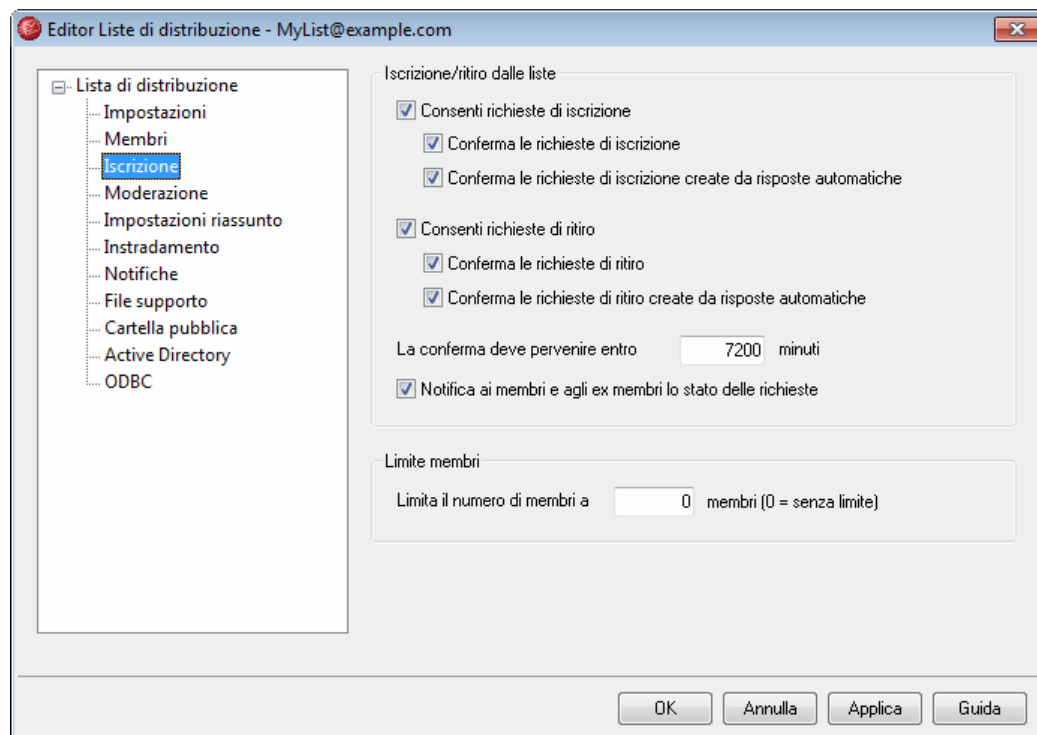 Editor Liste di distribuzione - MyList@example.com
Lista di distribuzione
Impostazioni
Membri
Iscrizione
Moderazione
Impostazioni riassunto
Instradamento
Notifiche
File supporto
Cartella pubblica
Active Directory
ODBC
Iscrizione/ritiro dalle liste
Consenti richieste di iscrizione
Conferma le richieste di iscrizione
Conferma le richieste di iscrizione create da risposte automatiche
Consenti richieste di ritiro
Conferma le richieste di ritiro
Conferma le richieste di ritiro create da risposte automatiche
La conferma deve pervenire entro 7200 minuti
Notifica ai membri e agli ex membri lo stato delle richieste
Limite membri
Limita il numero di membri a 0 membri (0 = senza limite)
OK Annulla Applica Guida